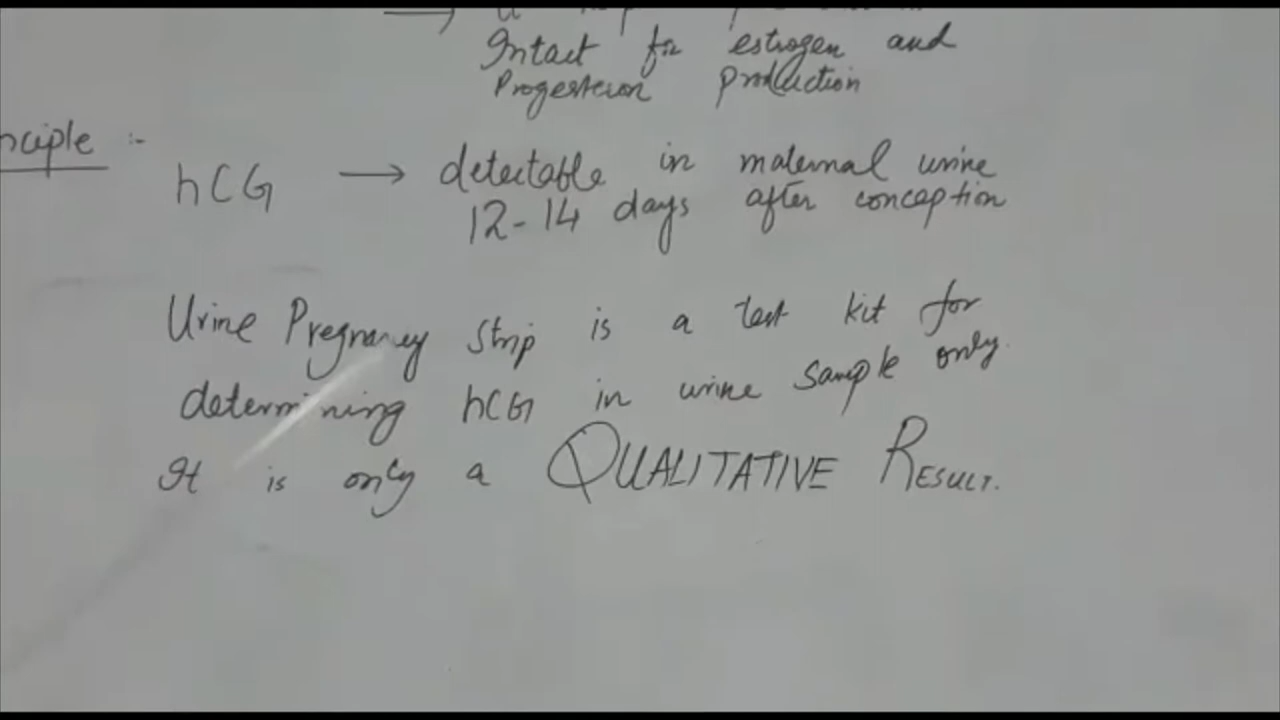 Intact for estrogen and
Progesteron production
nciple :-
hCG → detectable in maternal urine
12-14 days after conception
Urine Pregnancy Strip is a test kit for
determining hCG in urine sample only.
It is only a QUALITATIVE RESULT.